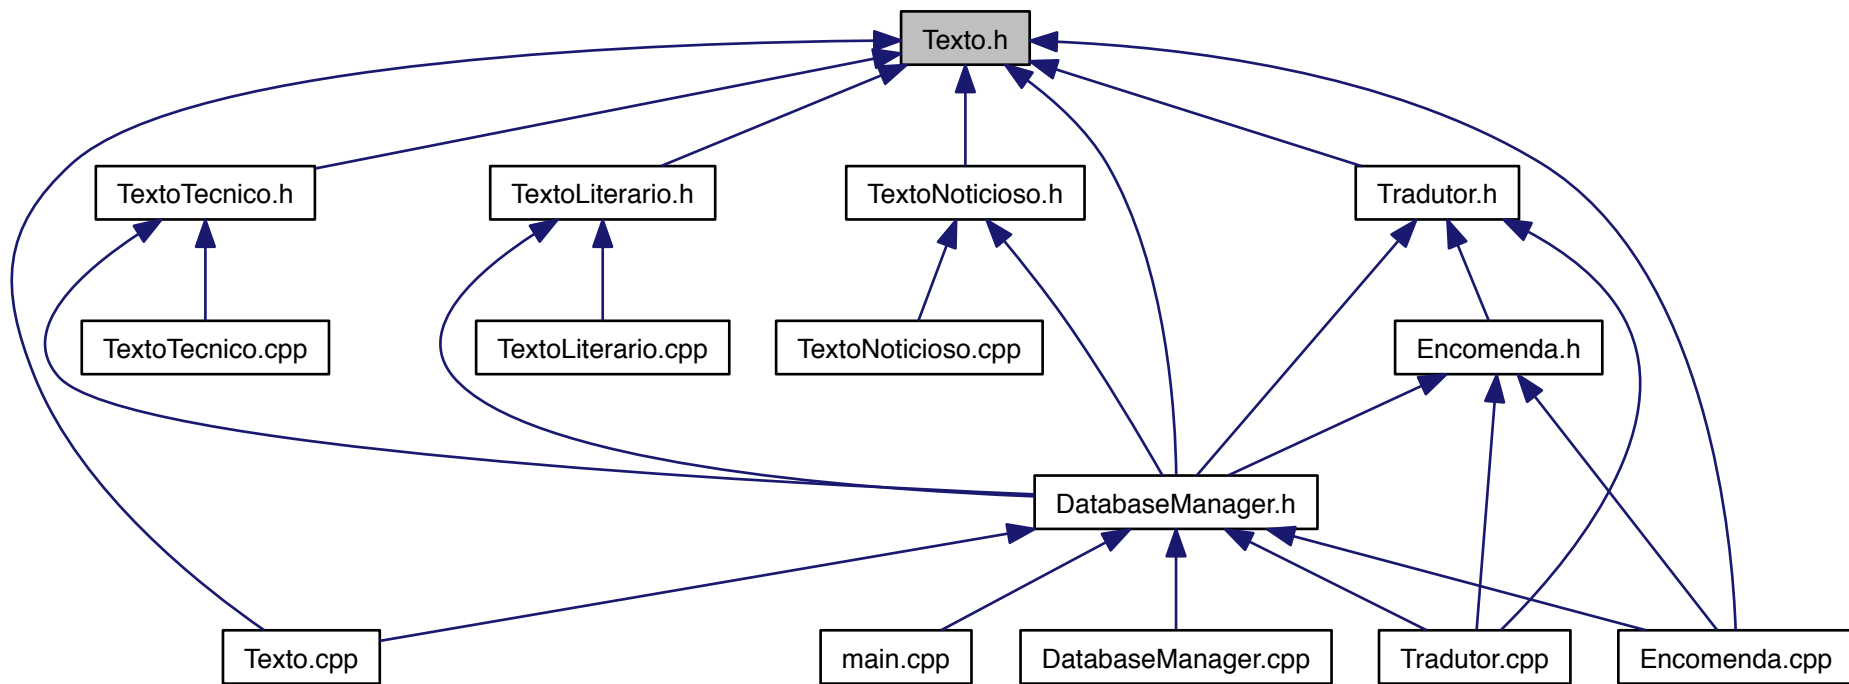 Texto.h
TextoTecnico.h
TextoLiterario.h
TextoNoticioso.h
Tradutor.h
TextoTecnico.cpp
TextoLiterario.cpp
TextoNoticioso.cpp
Encomenda.h
DatabaseManager.h
Texto.cpp
main.cpp
DatabaseManager.cpp
Tradutor.cpp
Encomenda.cpp